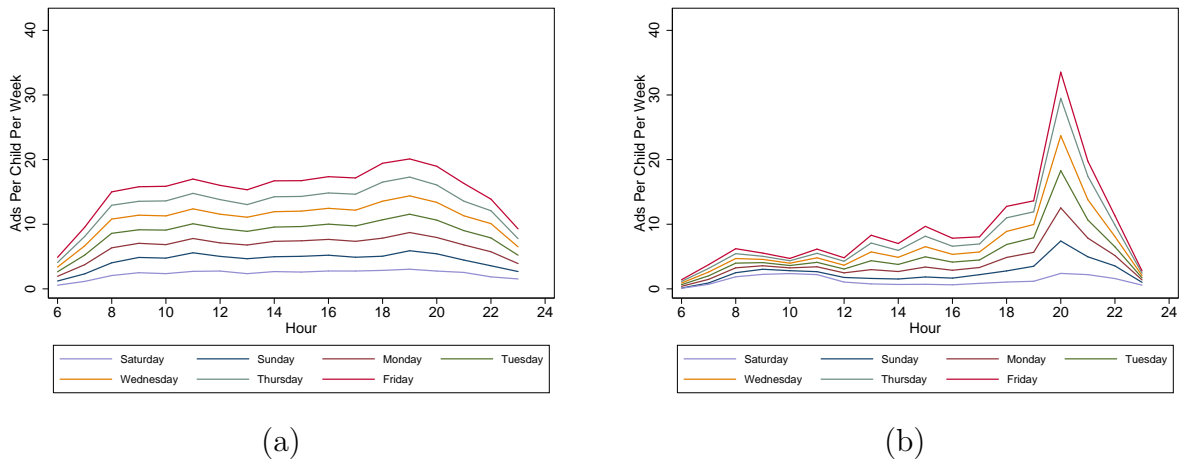 Ads Per Child Per Week
0 10 20 30 40
6 8 10 12 14 16 18 20 22 24
Hour
Saturday Sunday Monday Tuesday
Wednesday Thursday Friday
(a)
Ads Per Child Per Week
0 10 20 30 40
6 8 10 12 14 16 18 20 22 24
Hour
Saturday Sunday Monday Tuesday
Wednesday Thursday Friday
(b)